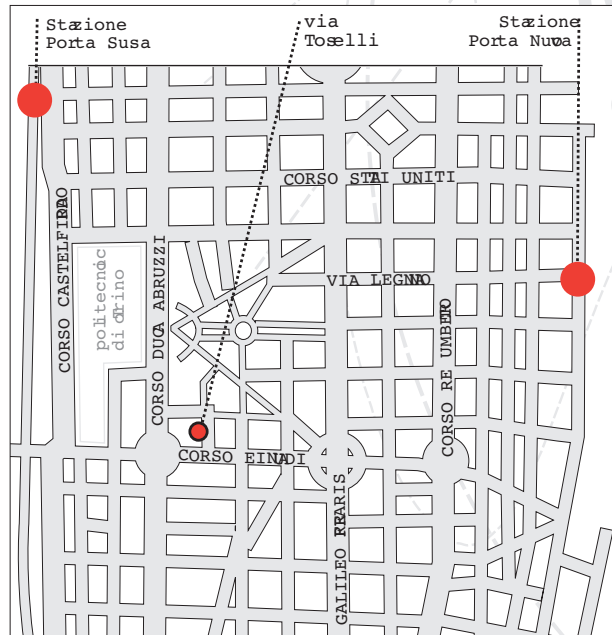 Stazione
Porta Susa
via
Toselli
Stazione
Porta Nuova
CORSO STATI UNITI
CORSO CASTELFIDARDO
politecnico
di Torino
CORSO DUCA ABRUZZI
VIA LEGNANO
CORSO RE UMBERTO
CORSO EINAUDI
GALILEO FERRARIS